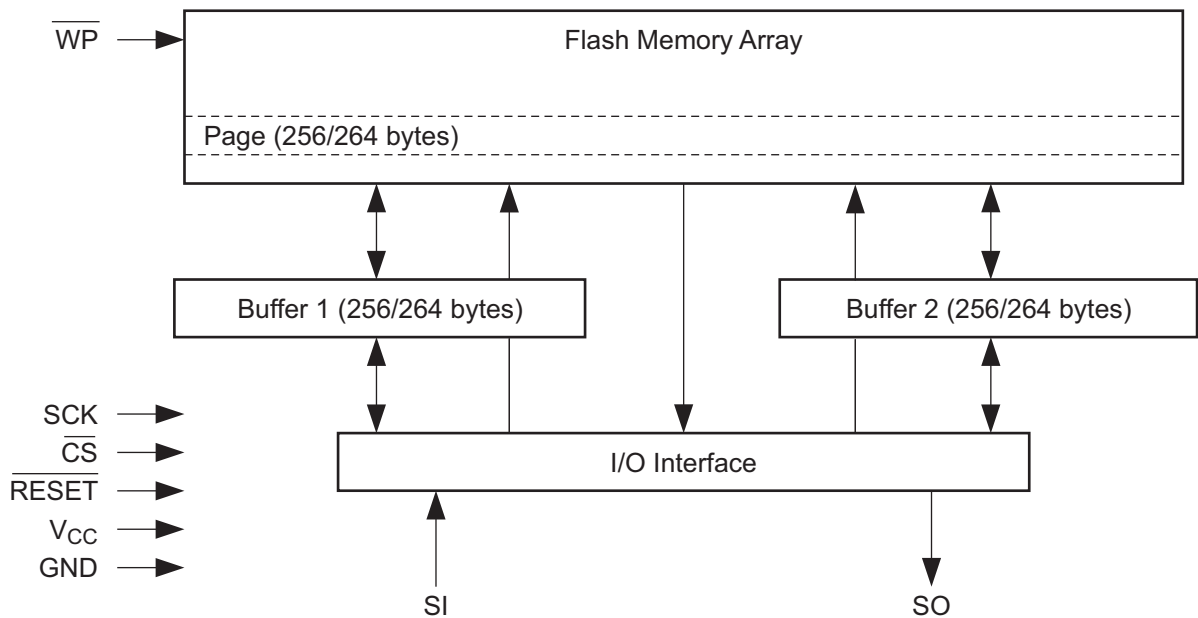 WP
Flash Memory Array
Page (256/264 bytes)
Buffer 1 (256/264 bytes)
Buffer 2 (256/264 bytes)
SCK
CS
RESET
VCC
GND
I/O Interface
SI
SO